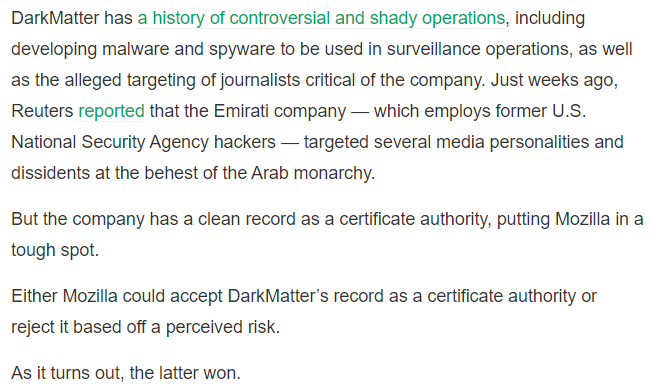 DarkMatter has a history of controversial and shady operations, including
developing malware and spyware to be used in surveillance operations, as well
as the alleged targeting of journalists critical of the company. Just weeks ago,
Reuters reported that the Emirati company — which employs former U.S.
National Security Agency hackers — targeted several media personalities and
dissidents at the behest of the Arab monarchy.
But the company has a clean record as a certificate authority, putting Mozilla in a
tough spot.
Either Mozilla could accept DarkMatter’s record as a certificate authority or
reject it based off a perceived risk.
As it turns out, the latter won.